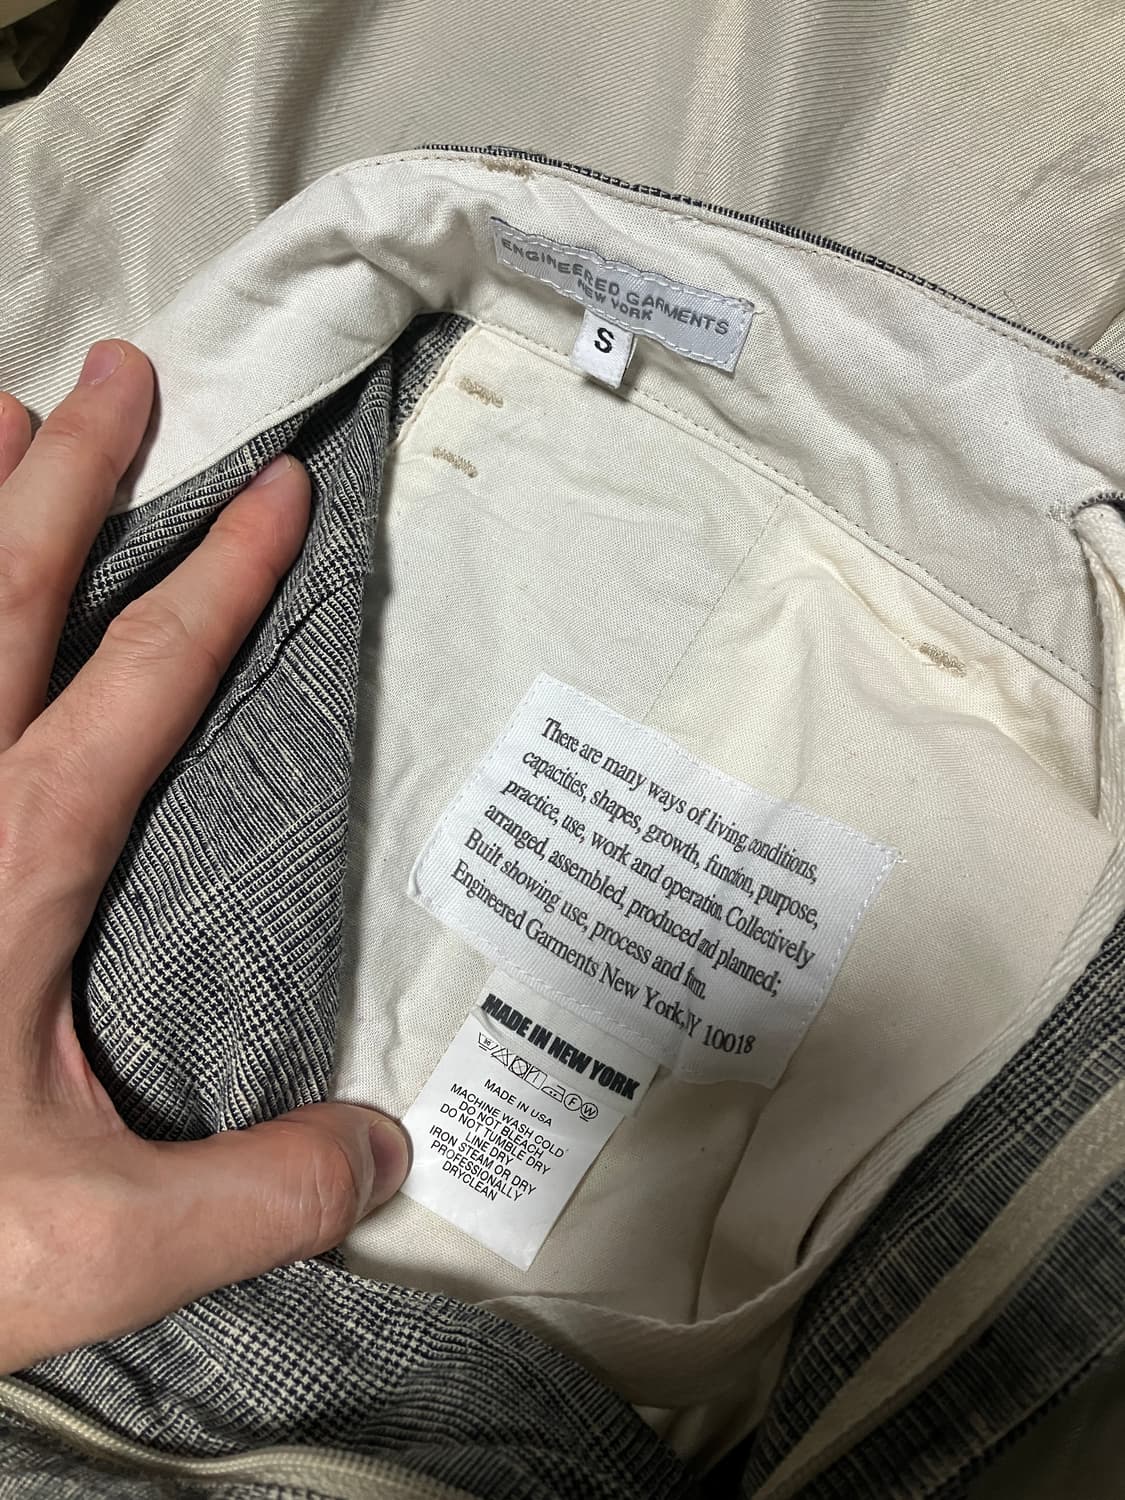 ENGINEERED GARMENTS
NEW YORK
S
There are many ways of living, conditions,
capacities, shapes, growth, function, purpose,
practice, use, work and operation. Collectively
arranged, assembled, produced and planned;
Built showing use, process and form.
Engineered Garments New York, NY 10018
MADE IN NEW YORK
F W
MADE IN USA
MACHINE WASH COLD
DO NOT BLEACH
DO NOT TUMBLE DRY
LINE DRY
IRON STEAM OR DRY
PROFESSIONALLY
DRYCLEAN